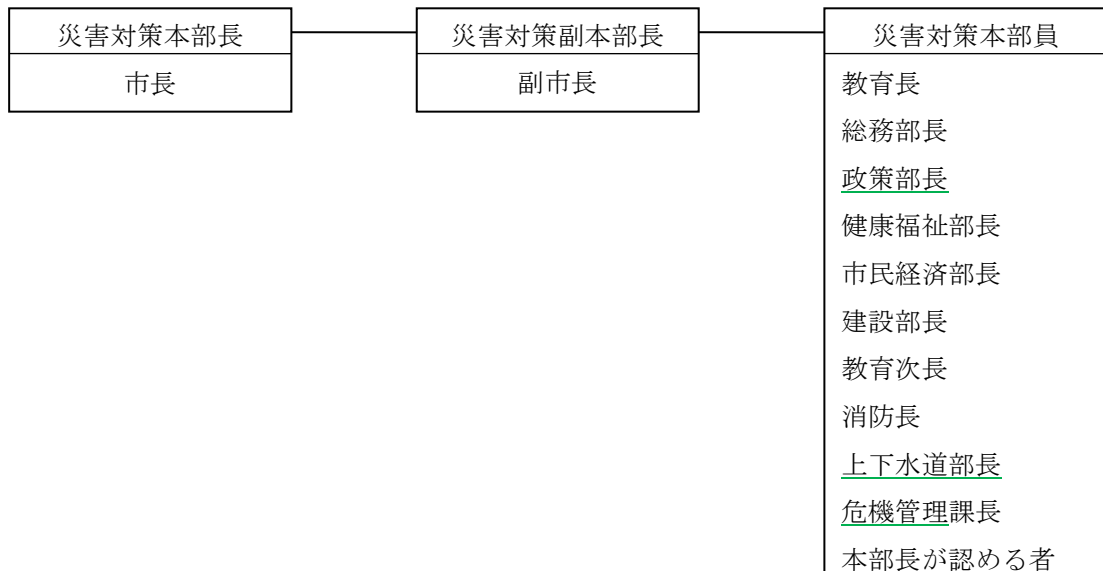 災害対策本部長
市長
災害対策副本部長
副市長
災害対策本部員
教育長
総務部長
政策部長
健康福祉部長
市民経済部長
建設部長
教育次長
消防長
上下水道部長
危機管理課長
本部長が認める者